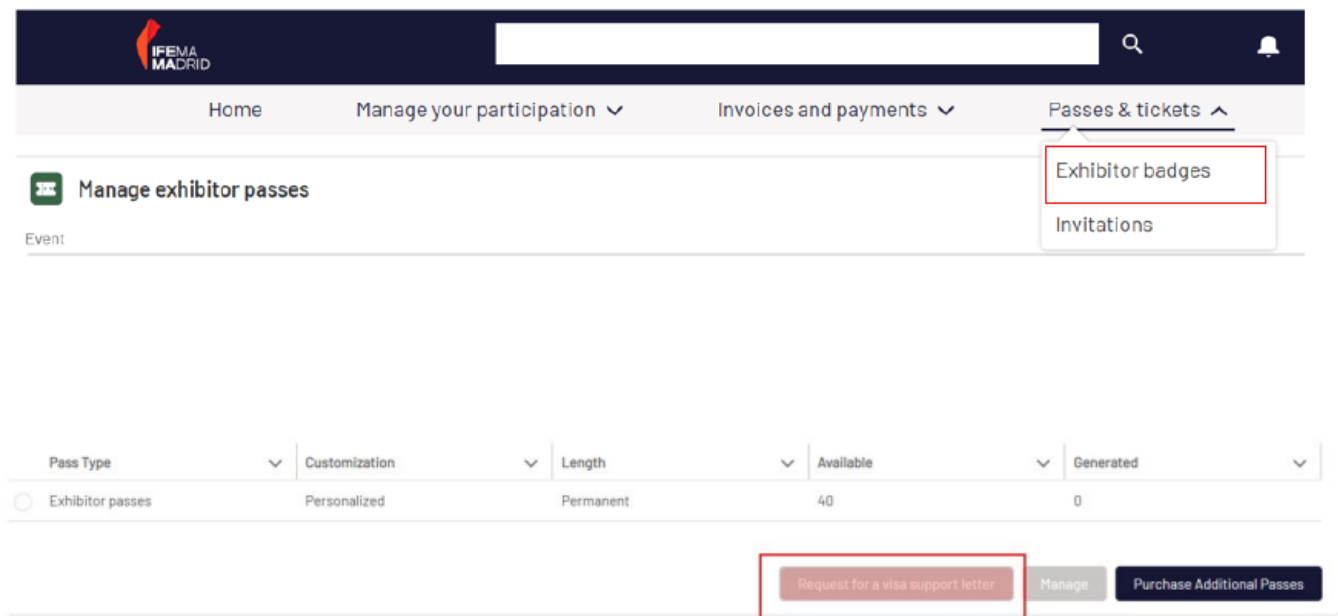 IFEMA
MADRID
Home Manage your participation Invoices and payments Passes & tickets
Exhibitor badges
Manage exhibitor passes
Invitations
Event
Pass Type Customization Length Available Generated
Exhibitor passes Personalized Permanent 40 0
Request for a visa support letter Manage Purchase Additional Passes